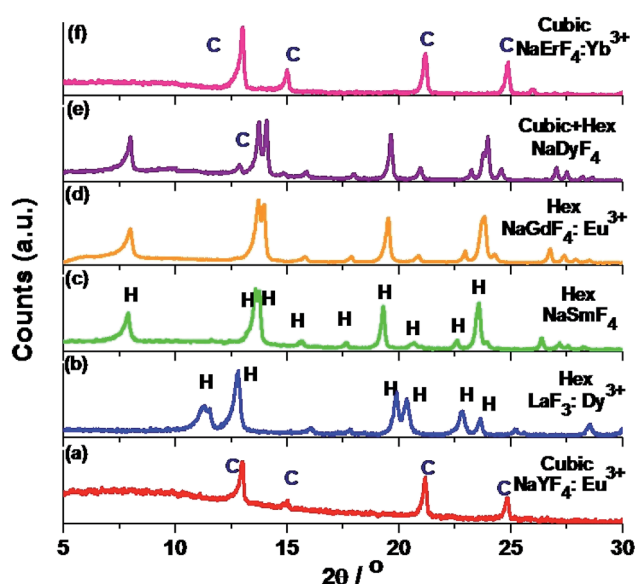 (f)
C
C
C
C
Cubic
NaErF₄:Yb³⁺
(e)
C
Cubic+Hex
NaDyF₄
(d)
Hex
NaGdF₄: Eu³⁺
(c)
H
H
H
H
H
H
H
H
H
Hex
NaSmF₄
(b)
H
H
H
H
H
H
Hex
LaF₃: Dy³⁺
(a)
C
C
C
C
Cubic
NaYF₄: Eu³⁺
Counts (a.u.)
5 10 15 20 25 30
2θ / °